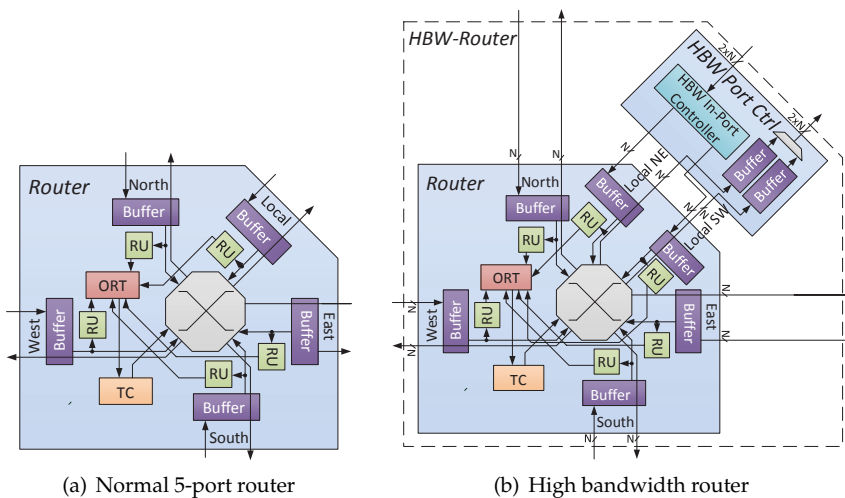 Router
North
Buffer
Local
Buffer
RU
RU
ORT
West
Buffer
RU
East
Buffer
RU
TC
RU
Buffer
South
(a) Normal 5-port router
HBW-Router
HBW Port Ctrl
2xN
HBW In-Port
Controller
2xN
Buffer
Buffer
N
N
N
N
N
N
Router
North
Buffer
Local NE
Buffer
RU
RU
Local SW
Buffer
RU
ORT
N
West
Buffer
RU
N
East
Buffer
N
N
RU
TC
RU
Buffer
South
N
N
N
(b) High bandwidth router